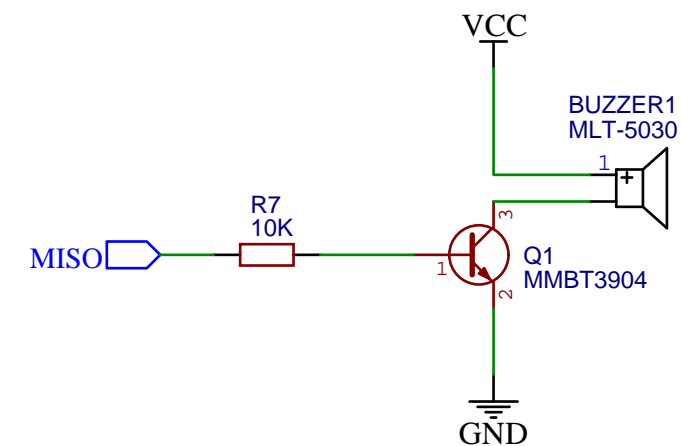 VCC
BUZZER1
MLT-5030
1
+
R7
10K
3
MISO
1
Q1
MMBT3904
2
GND